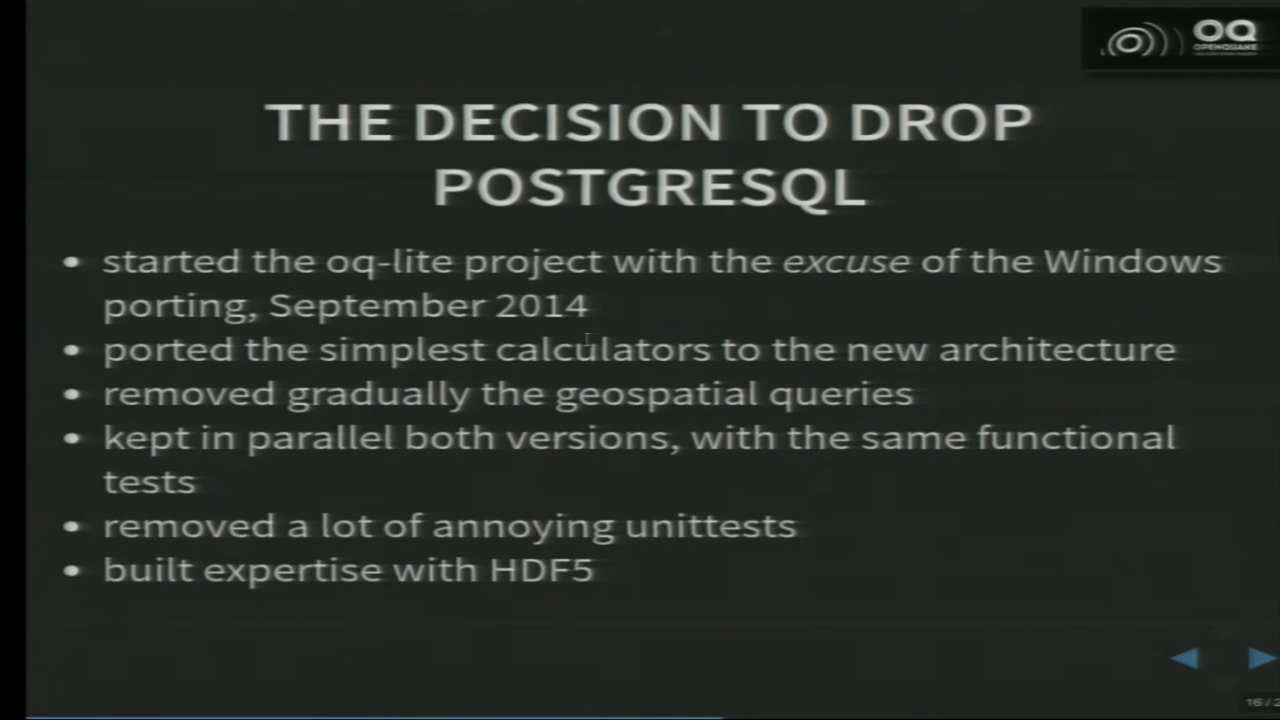 OQ
OPENQUAKE
THE DECISION TO DROP
POSTGRESQL
• started the oq-lite project with the excuse of the Windows
porting, September 2014
• ported the simplest calculators to the new architecture
• removed gradually the geospatial queries
• kept in parallel both versions, with the same functional
tests
• removed a lot of annoying unittests
• built expertise with HDF5